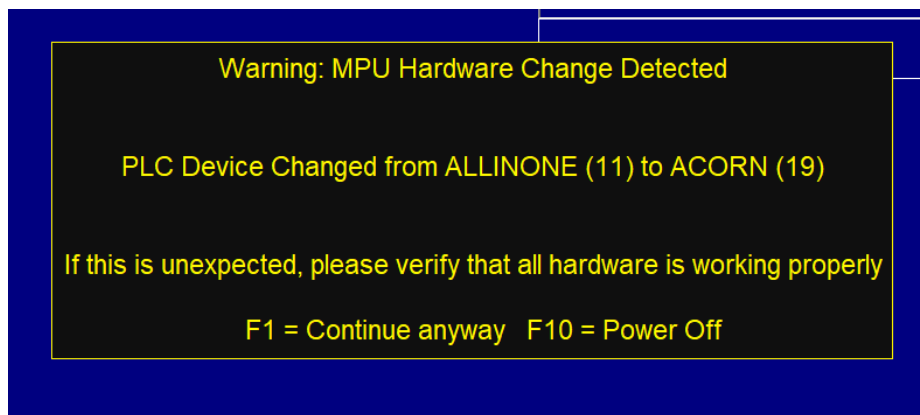 Warning: MPU Hardware Change Detected
PLC Device Changed from ALLINONE (11) to ACORN (19)
If this is unexpected, please verify that all hardware is working properly
F1 = Continue anyway F10 = Power Off